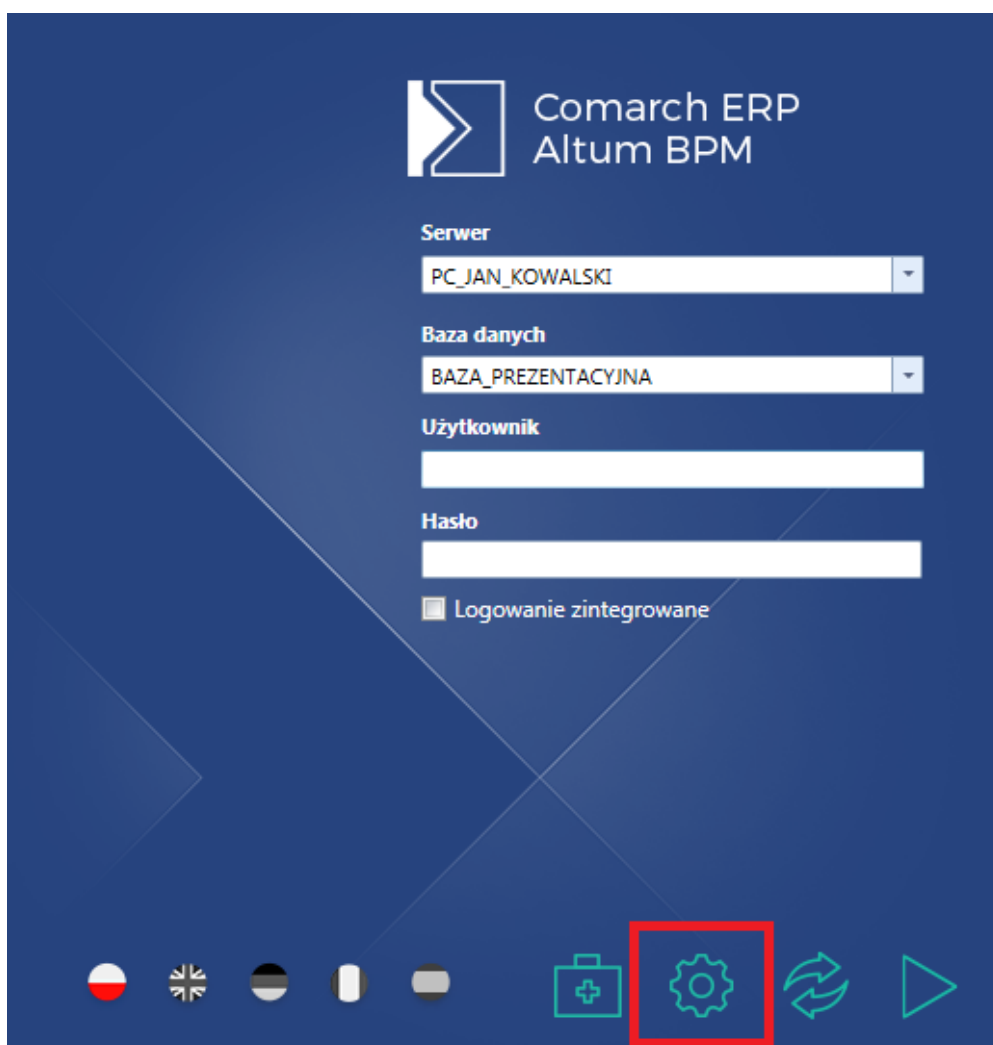 Comarch ERP
Altum BPM
Serwer
PC_JAN_KOWALSKI
Baza danych
BAZA_PREZENTACYJNA
Użytkownik
Hasło
Logowanie zintegrowane